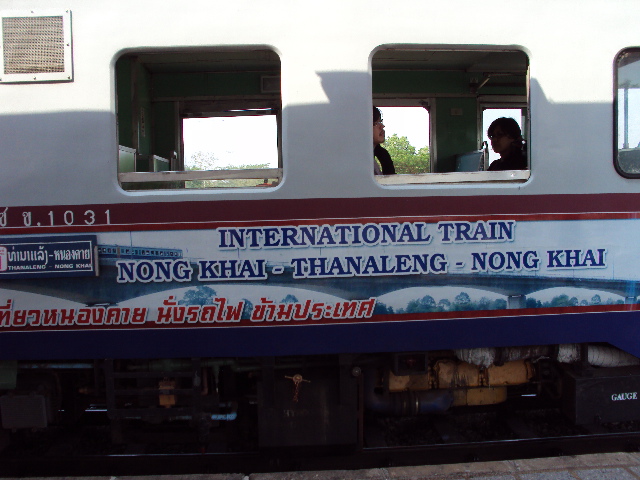 ซ ข.1031
INTERNATIONAL TRAIN
NONG KHAI - THANALENG - NONG KHAI
ท่านาแล้ง-หนองคาย
THANALENG - NONG KHAI
เที่ยวหนองคาย นั่งรถไฟ ข้ามประเทศ
GAUGE